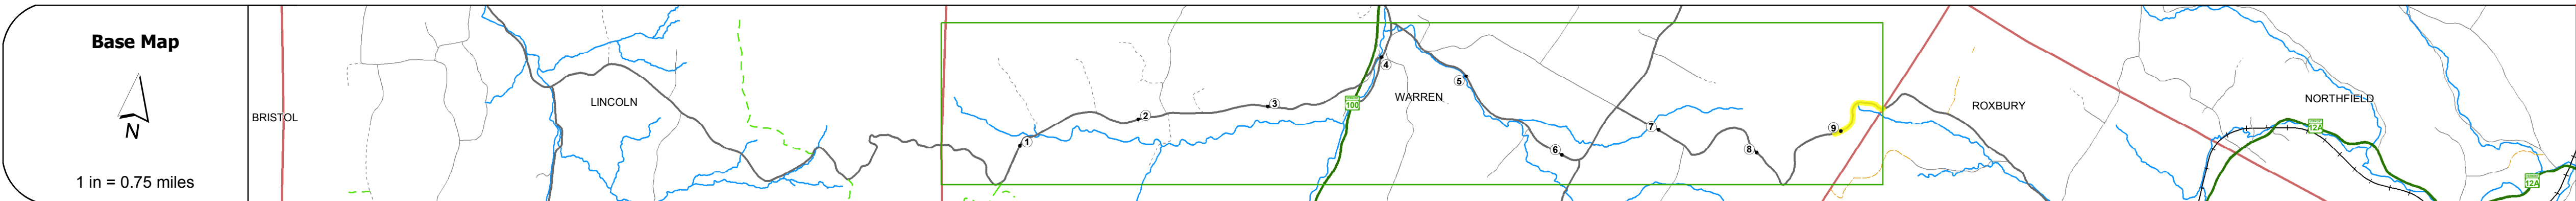 Base Map
N
1 in = 0.75 miles
BRISTOL
LINCOLN
1
2
3
100
4
WARREN
5
6
7
8
9
ROXBURY
NORTHFIELD
12A
12A